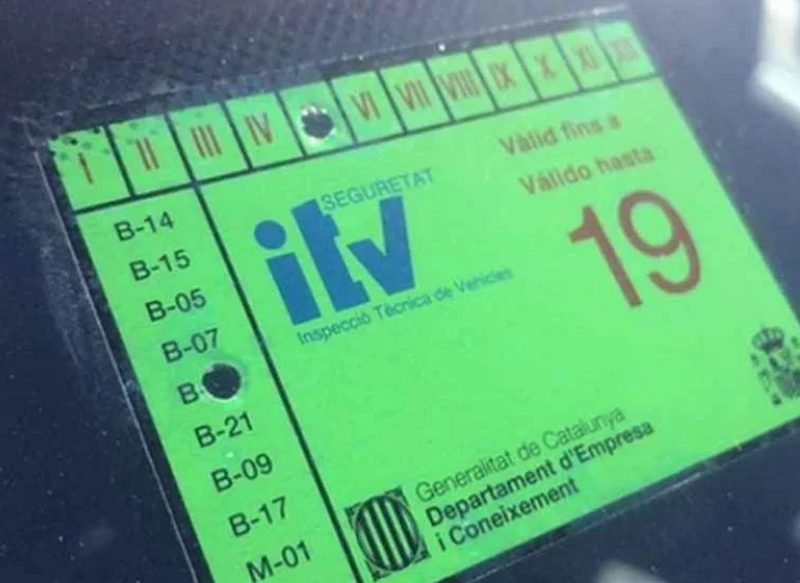 I II III IV VI VII VIII IX X XI XII
Vàlid fins a
Válido hasta
19
SEGURETAT
itv
Inspecció Tècnica de Vehicles
B-14
B-15
B-05
B-07
B-21
B-09
B-17
M-01
Generalitat de Catalunya
Departament d'Empresa
i Coneixement